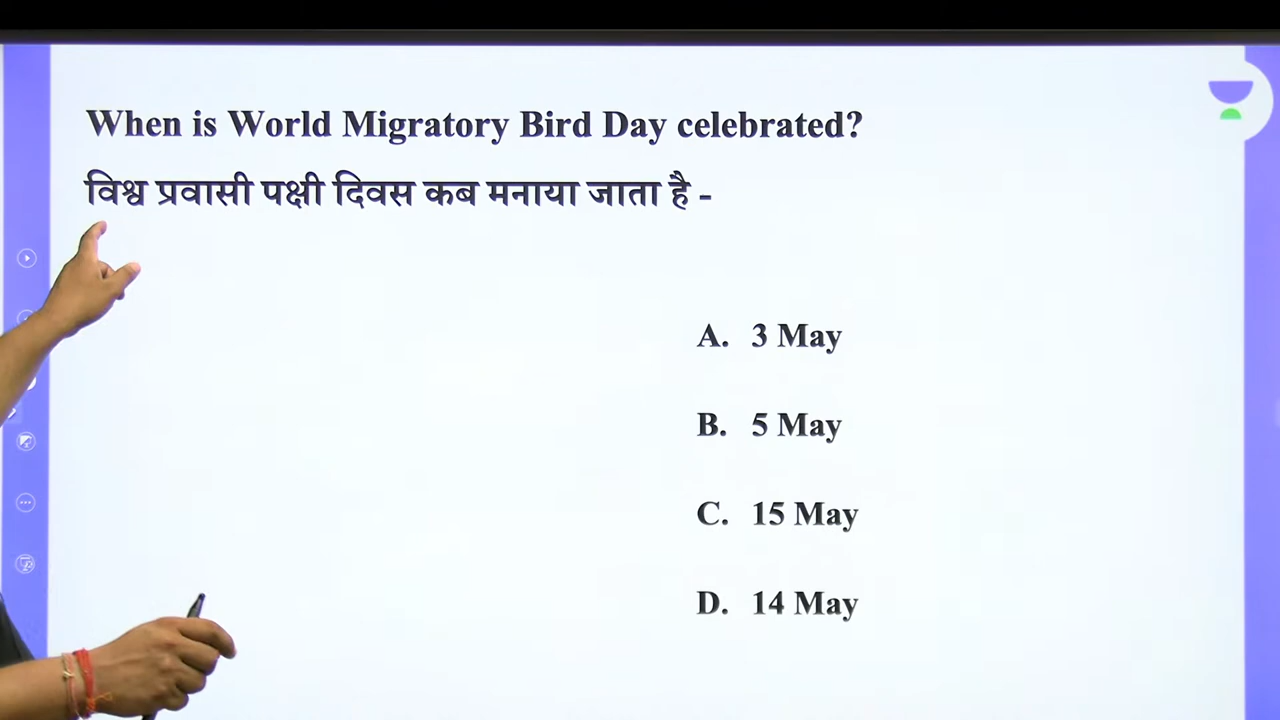 When is World Migratory Bird Day celebrated?
विश्व प्रवासी पक्षी दिवस कब मनाया जाता है -
A. 3 May
B. 5 May
C. 15 May
D. 14 May